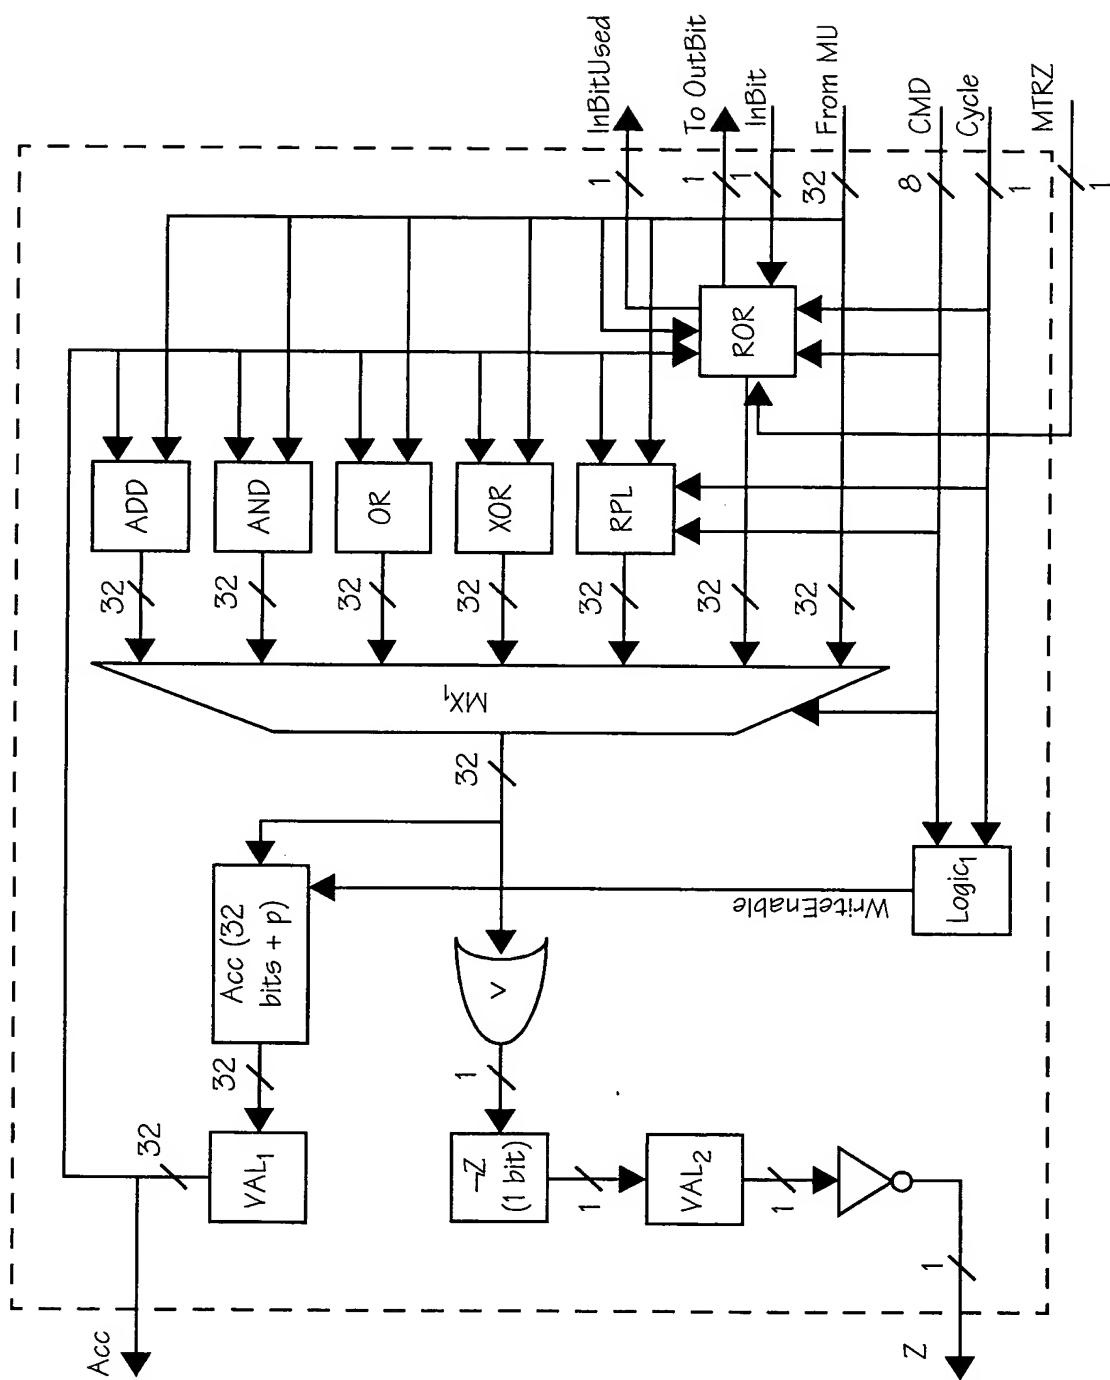 InBitUsed
To OutBit
InBit
From MU
CMD
Cycle
MTRZ
1
1
1
32
8
1
1
ADD
AND
OR
XOR
RPL
ROR
32
32
32
32
32
32
32
MX1
32
Acc (32
bits + p)
WriteEnable
Logic1
V
32
1
32
VAL1
¬Z
(1 bit)
1
VAL2
1
1
Acc
Z